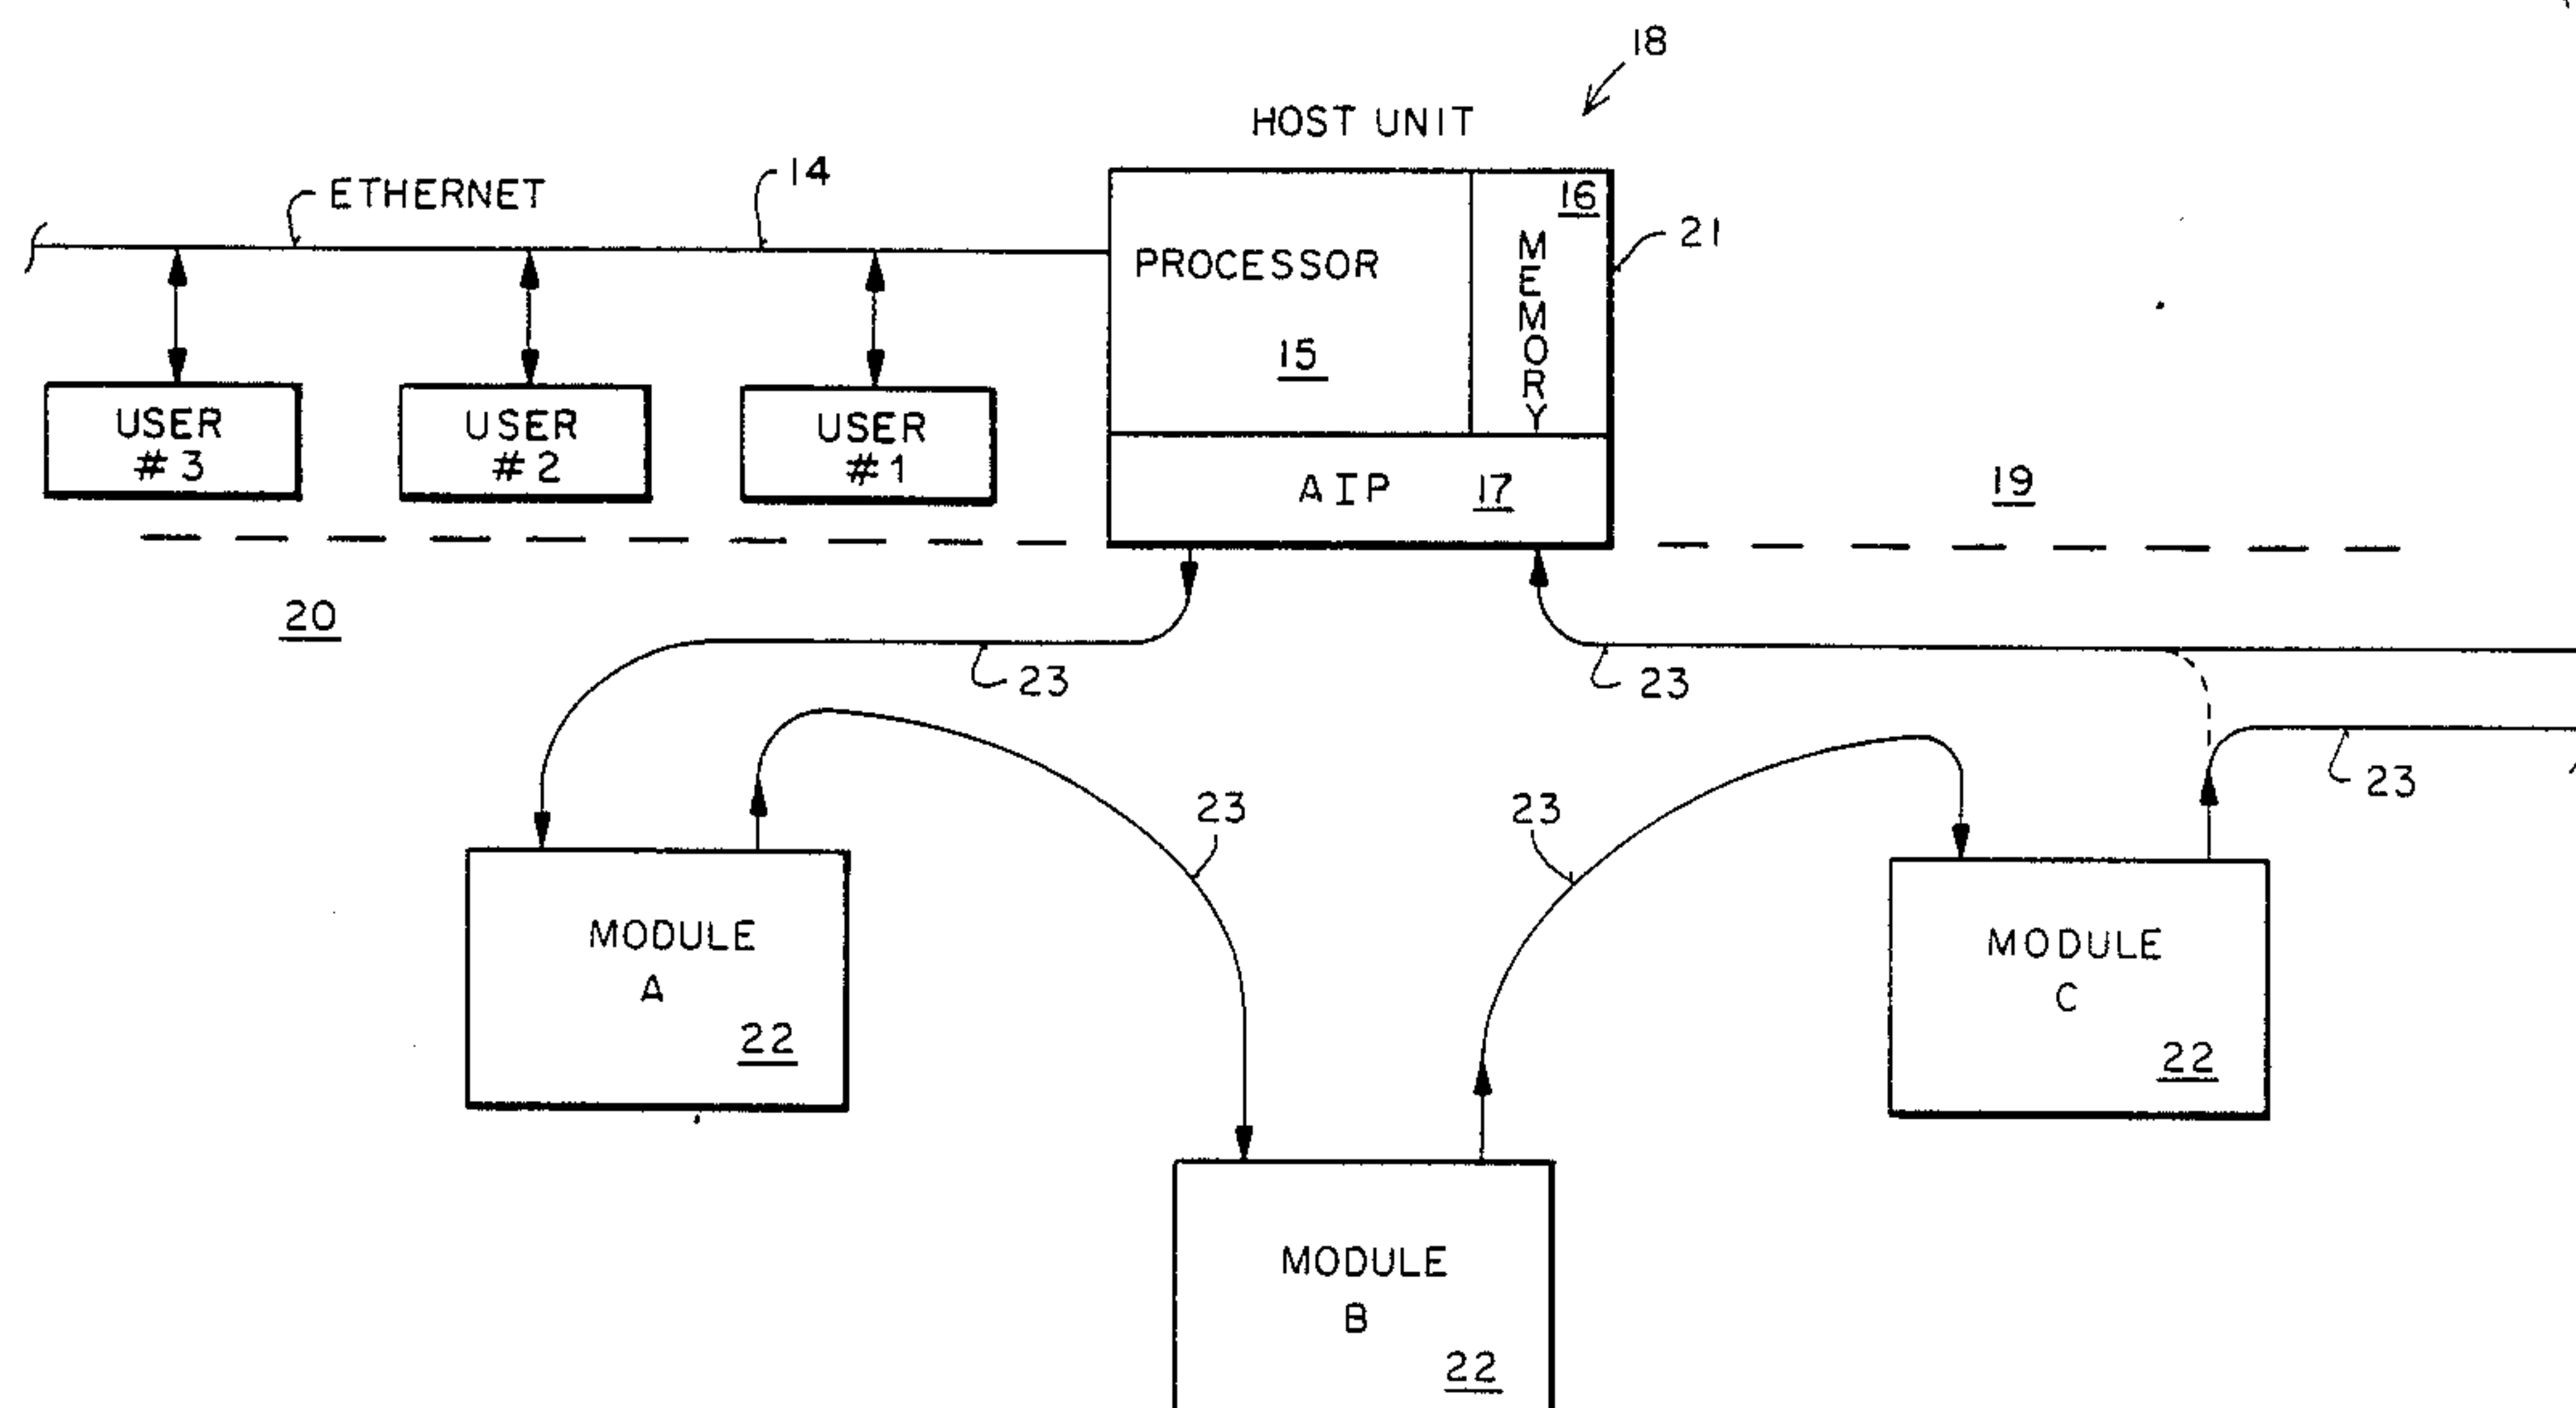 18
HOST UNIT
ETHERNET
14
16
21
PROCESSOR
MEMORY
15
USER
#3
USER
#2
USER
#1
AIP
17
19
20
23
23
23
23
23
MODULE
A
22
MODULE
C
22
MODULE
B
22